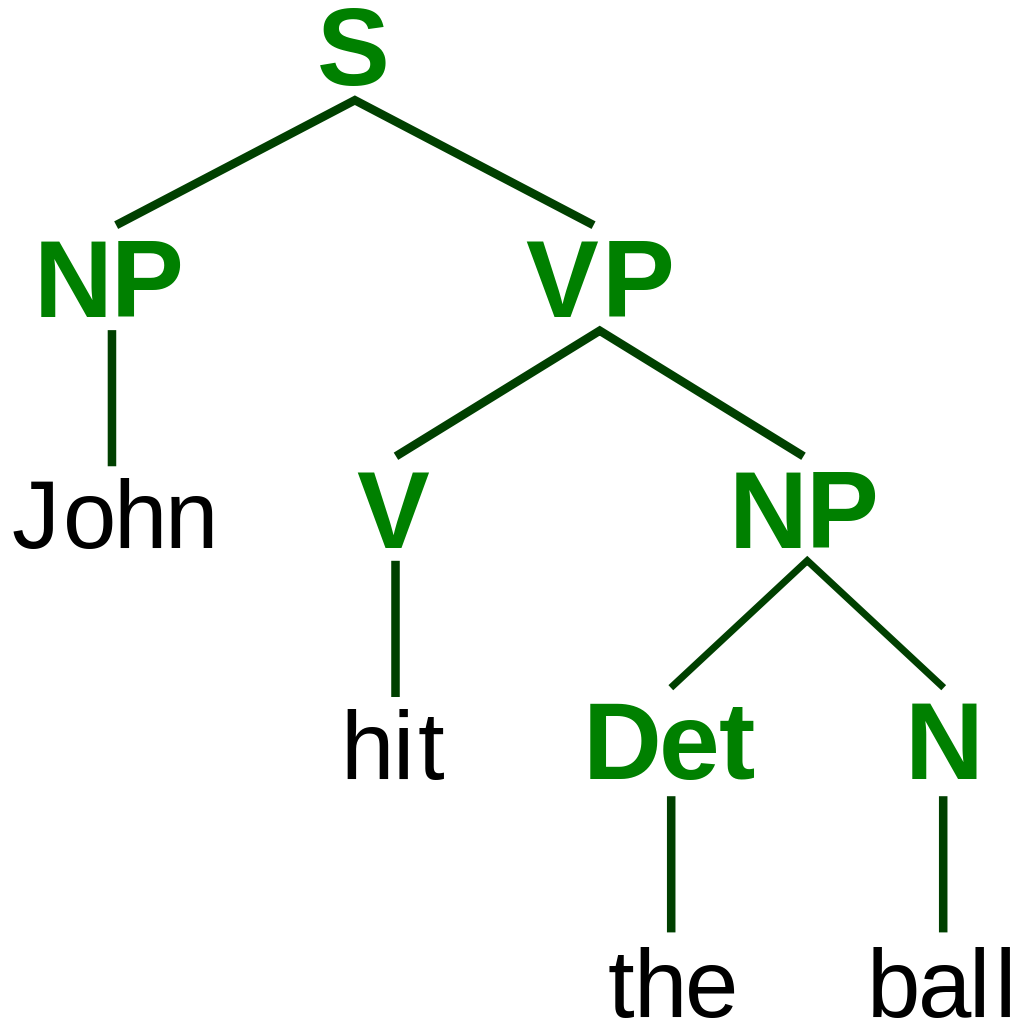 S
NP VP
John V NP
hit Det N
the ball